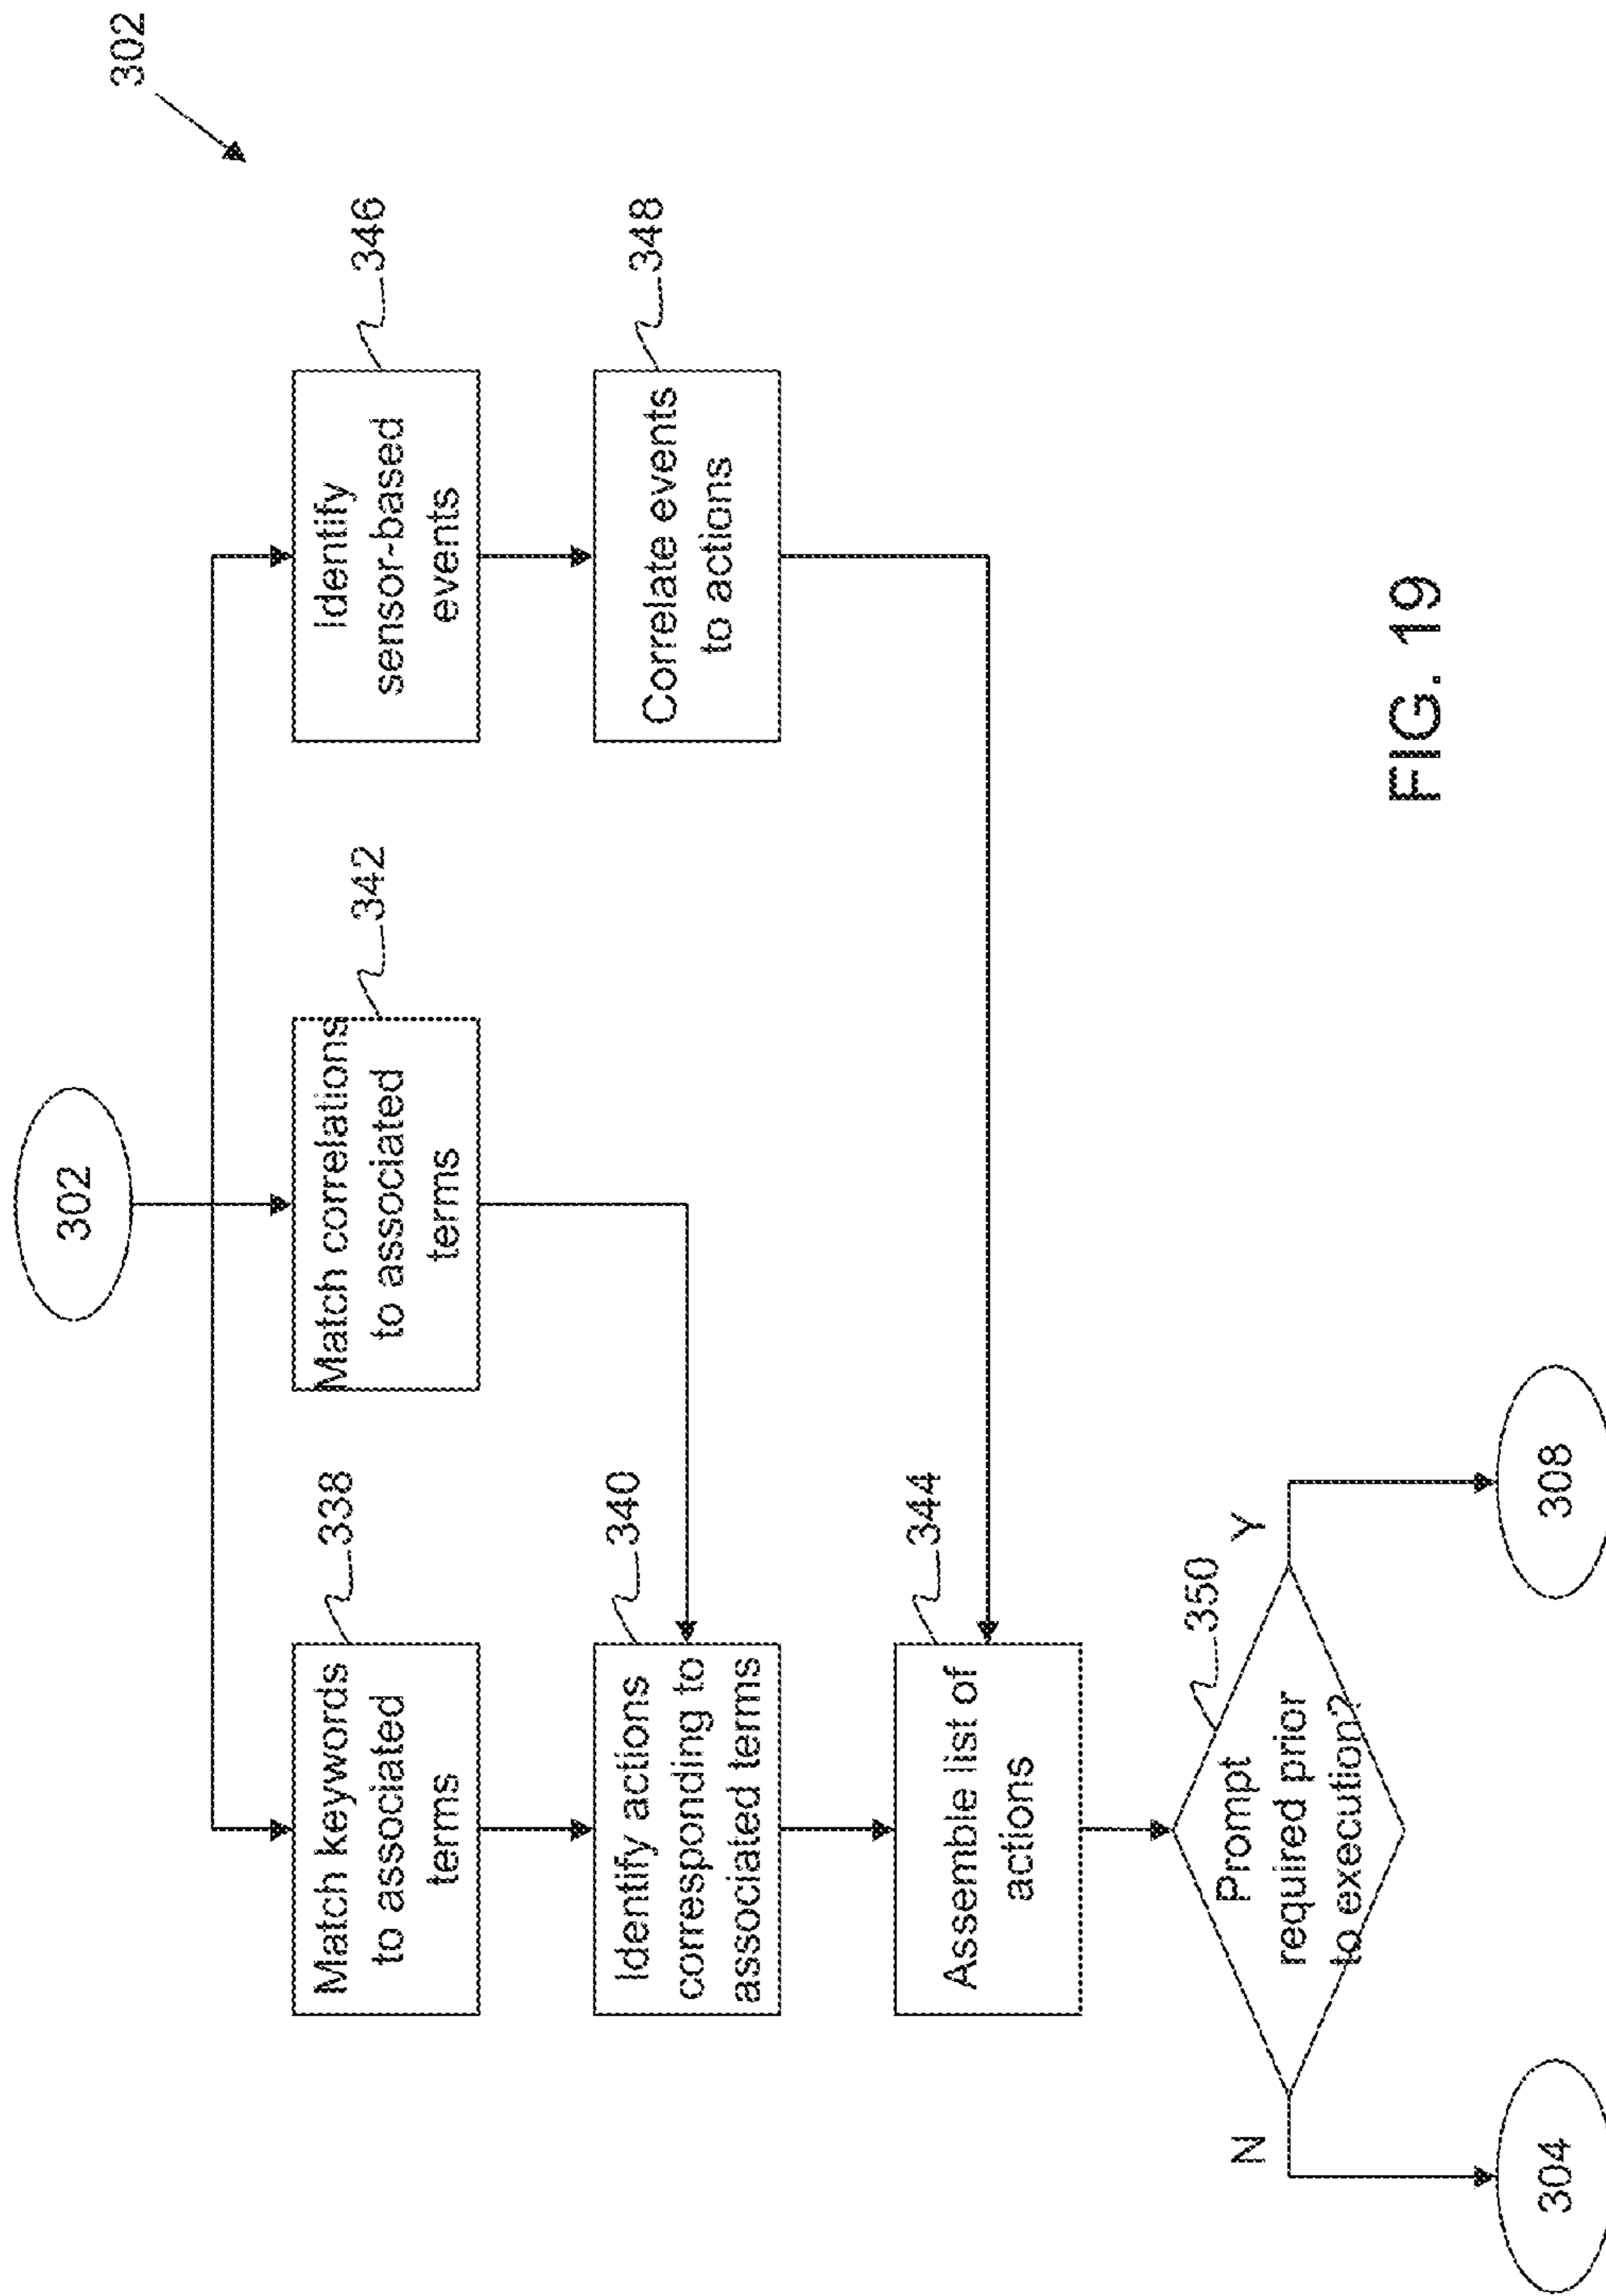 302
302
338
Match keywords
to associated
terms
342
Match correlations
to associated
terms
346
Identify
sensor-based
events
340
Identify actions
corresponding to
associated terms
348
Correlate events
to actions
344
Assemble list of
actions
350
Prompt
required prior
to execution?
N
Y
304
308
FIG. 19